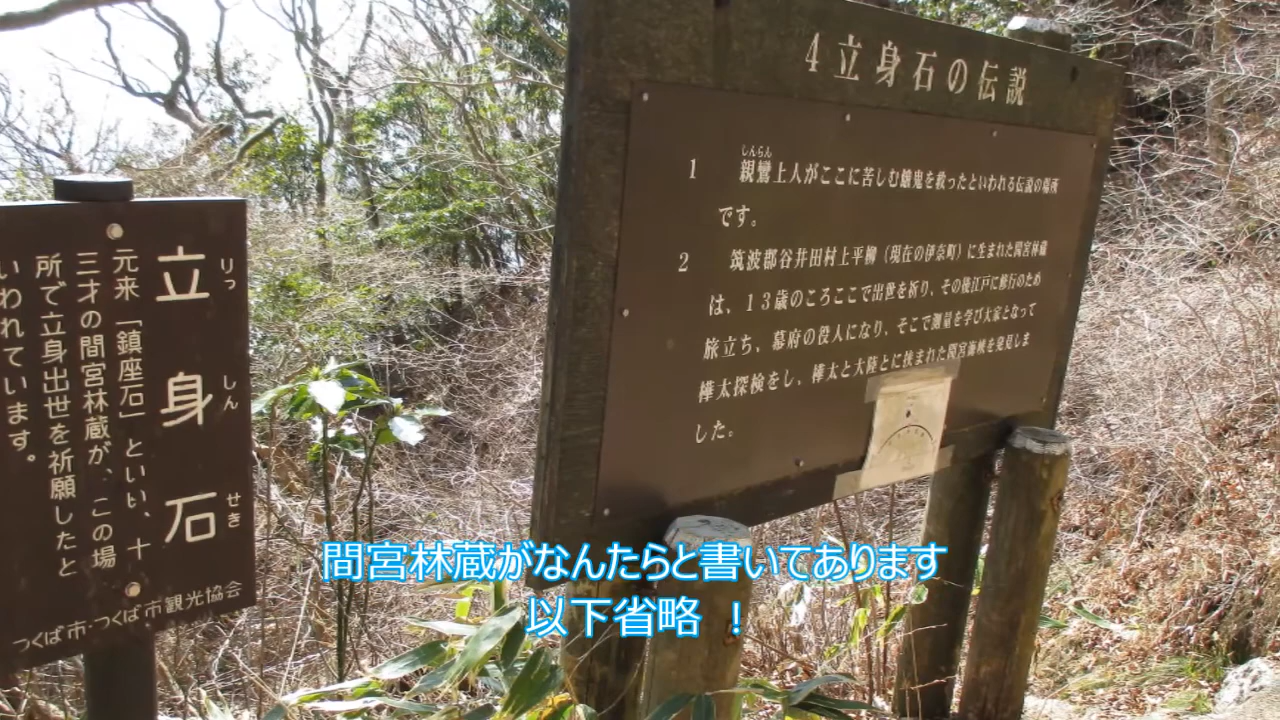 立身石
りっしんせき
元来「鎮座石」といい、十
三才の間宮林蔵が、この場
所で立身出世を祈願したと
いわれています。
つくば市・つくば市観光協会
4立身石の伝説
しんらん
1 親鸞上人がここに苦しむ餓鬼を救ったといわれる伝説の場所
です。
2 筑波郡谷井田村上平柳（現在の伊奈町）に生まれた間宮林蔵
は、13歳のころここで出世を祈り、その後江戸に修行のため
旅立ち、幕府の役人になり、そこで測量を学び大家となって
樺太探検をし、樺太と大陸とに挟まれた間宮海峡を発見しま
した。
間宮林蔵がなんたらと書いてあります
以下省略 ！